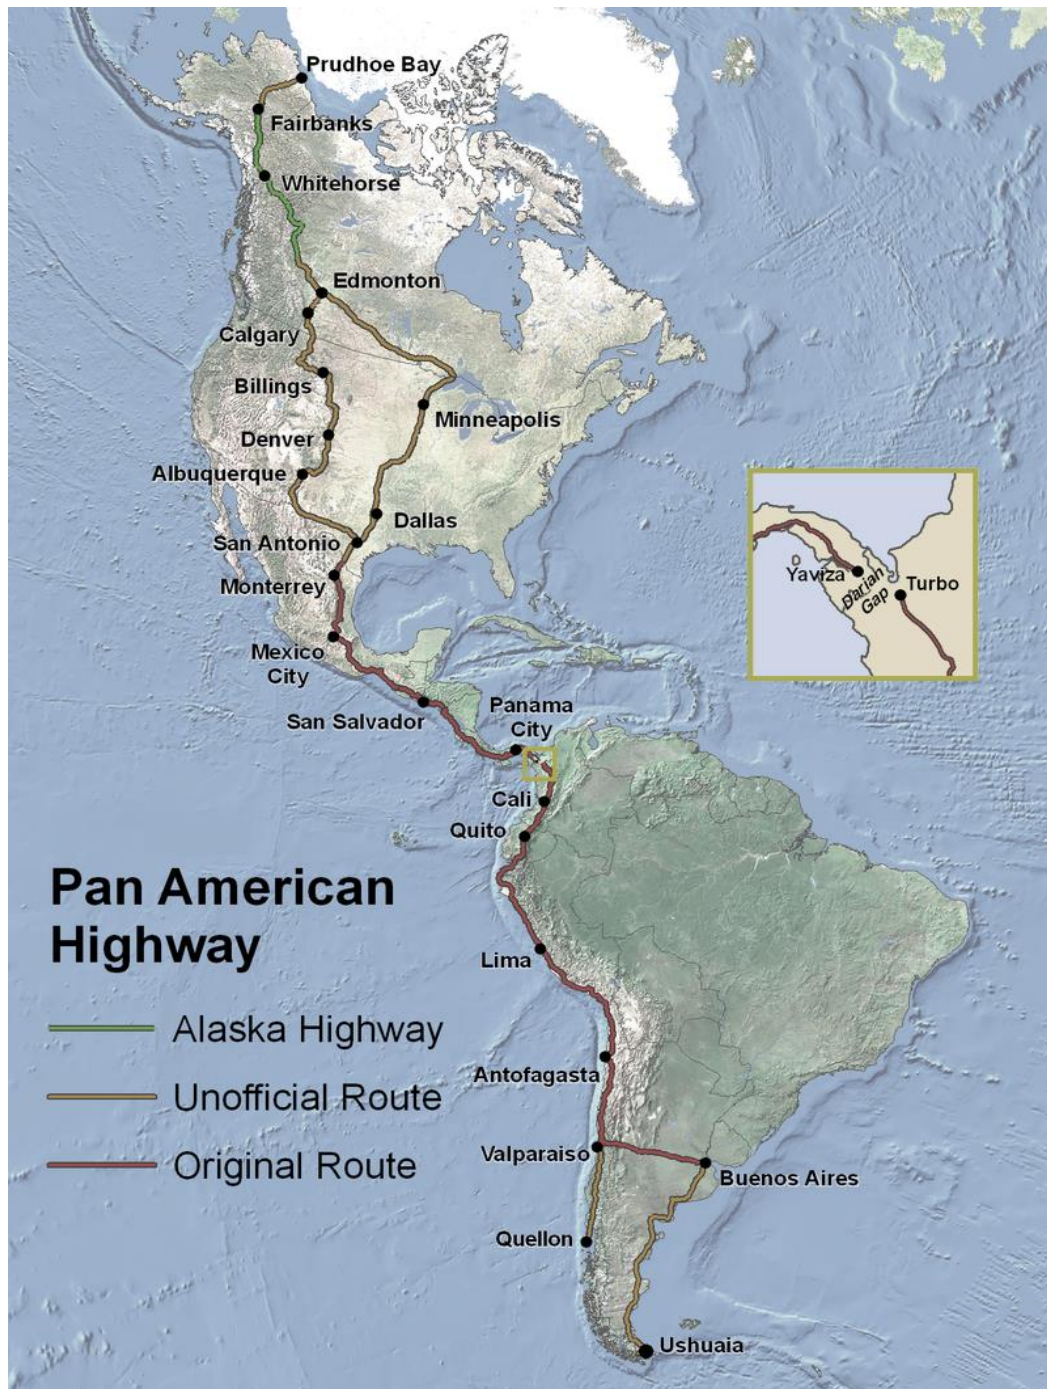 Prudhoe Bay
Fairbanks
Whitehorse
Edmonton
Calgary
Billings
Minneapolis
Denver
Albuquerque
Dallas
San Antonio
Monterrey
Yaviza
Darian
Gap
Turbo
Mexico
City
San Salvador
Panama
City
Cali
Quito
Pan American
Highway
Lima
Alaska Highway
Antofagasta
Unofficial Route
Valparaiso
Original Route
Buenos Aires
Quellon
Ushuaia